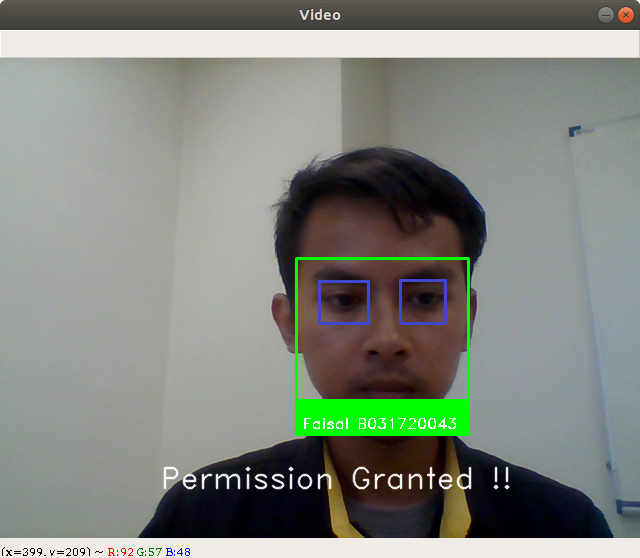 Video
Faisal B031720043
Permission Granted !!
(x=399, y=209) ~ R:92 G:57 B:48